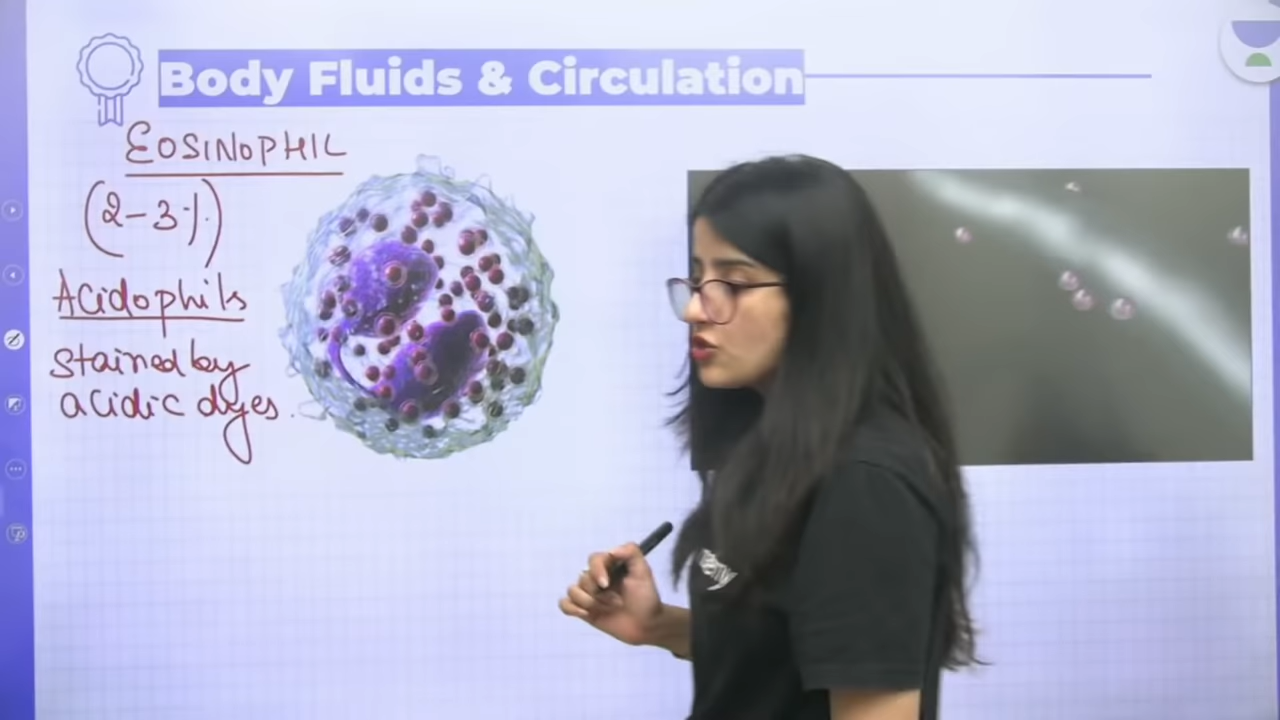 Body Fluids & Circulation
EOSINOPHIL
(2-3%)
Acidophils
stained by
acidic dyes.